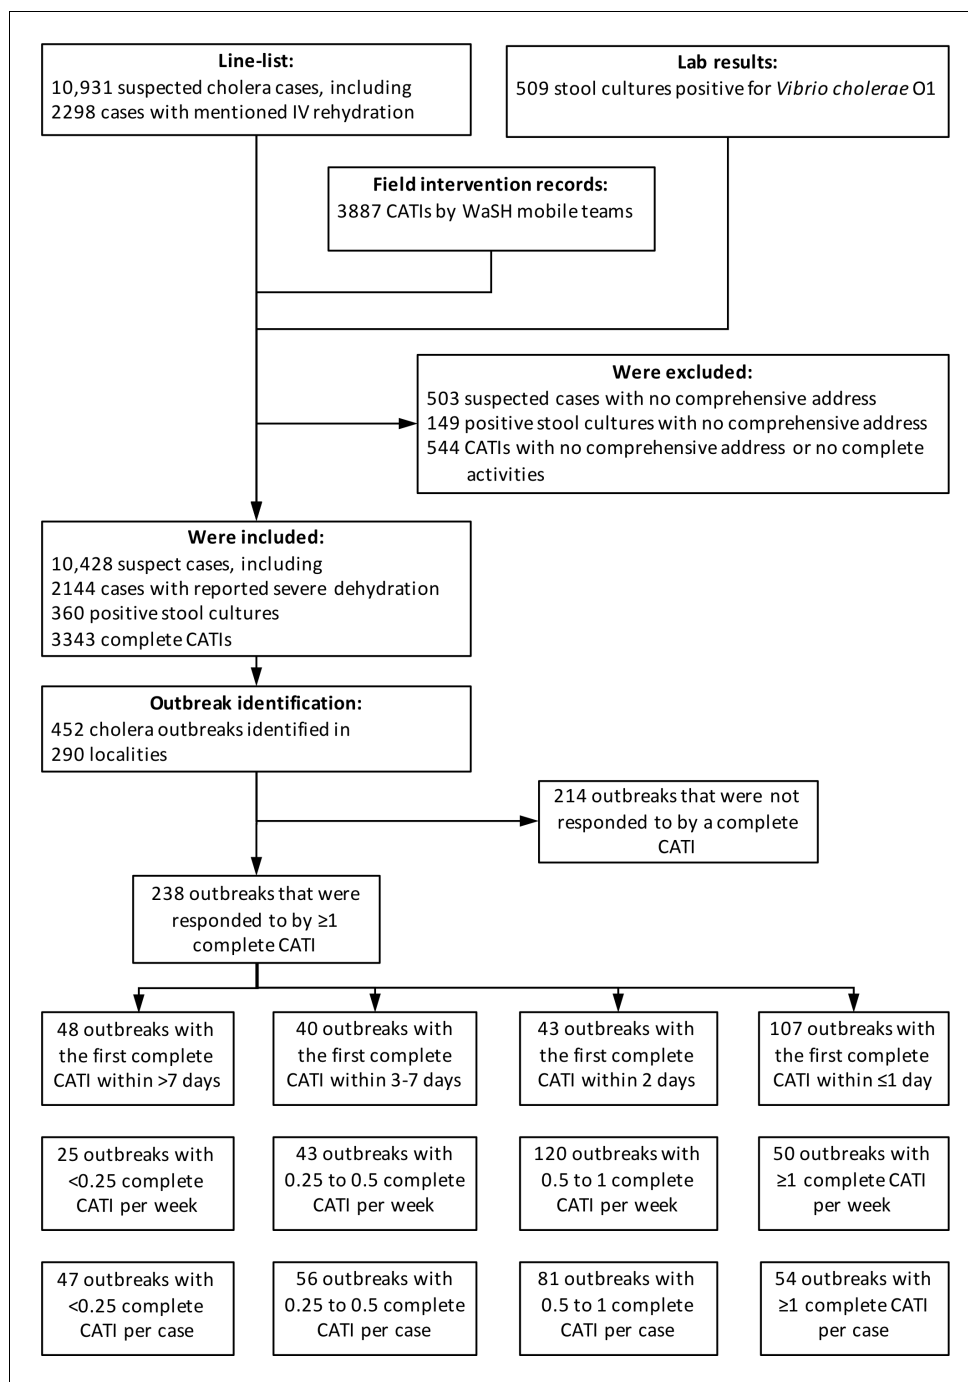 Line-list:
10,931 suspected cholera cases, including
2298 cases with mentioned IV rehydration
Lab results:
509 stool cultures positive for Vibrio cholerae O1
Field intervention records:
3887 CATIs by WaSH mobile teams
Were excluded:
503 suspected cases with no comprehensive address
149 positive stool cultures with no comprehensive address
544 CATIs with no comprehensive address or no complete
activities
Were included:
10,428 suspect cases, including
2144 cases with reported severe dehydration
360 positive stool cultures
3343 complete CATIs
Outbreak identification:
452 cholera outbreaks identified in
290 localities
214 outbreaks that were not
responded to by a complete
CATI
238 outbreaks that were
responded to by ≥1
complete CATI
48 outbreaks with
the first complete
CATI within >7 days
40 outbreaks with
the first complete
CATI within 3-7 days
43 outbreaks with
the first complete
CATI within 2 days
107 outbreaks with
the first complete
CATI within ≤1 day
25 outbreaks with
<0.25 complete
CATI per week
43 outbreaks with
0.25 to 0.5 complete
CATI per week
120 outbreaks with
0.5 to 1 complete
CATI per week
50 outbreaks with
≥1 complete CATI
per week
47 outbreaks with
<0.25 complete
CATI per case
56 outbreaks with
0.25 to 0.5 complete
CATI per case
81 outbreaks with
0.5 to 1 complete
CATI per case
54 outbreaks with
≥1 complete CATI
per case